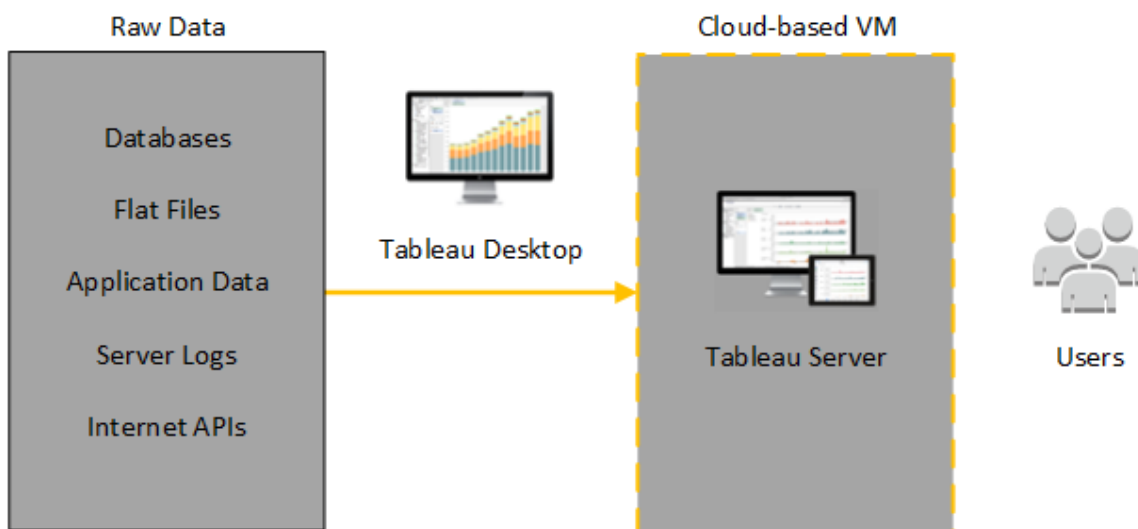 Raw Data
Cloud-based VM
Databases
Flat Files
Application Data
Server Logs
Internet APIs
Tableau Desktop
Tableau Server
Users